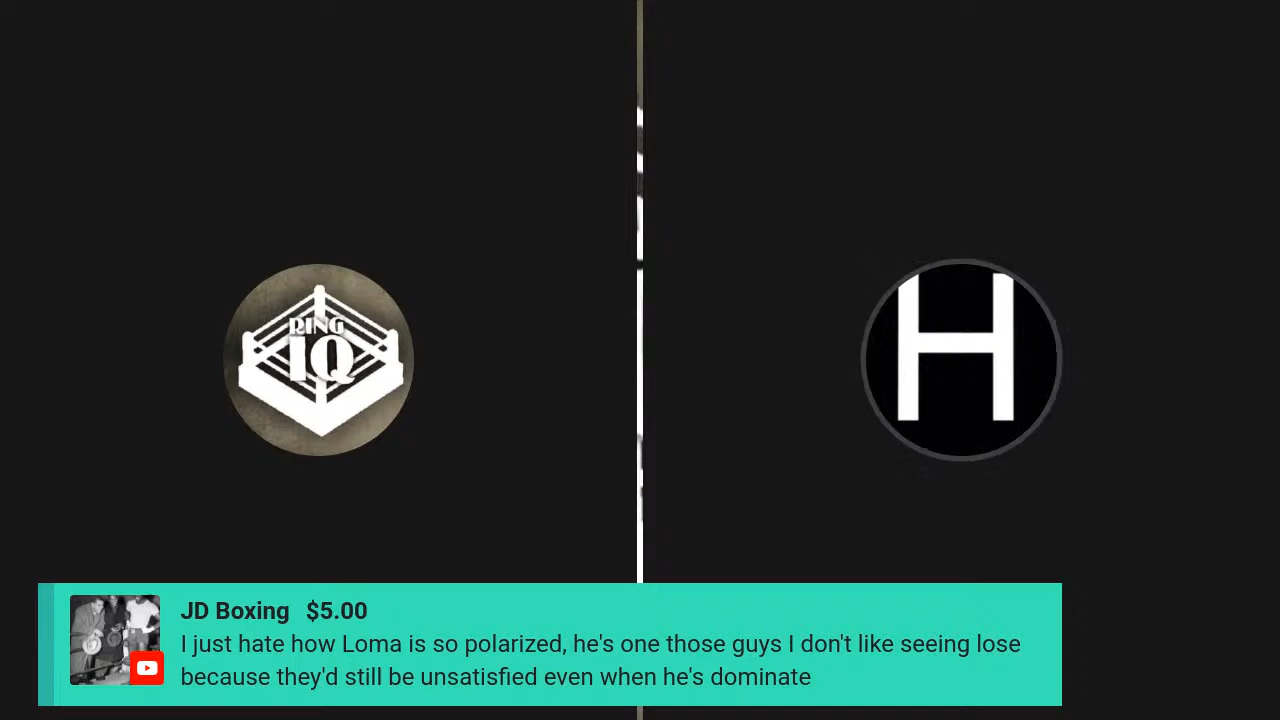 RING
IQ
H
JD Boxing $5.00
I just hate how Loma is so polarized, he's one those guys I don't like seeing lose
because they'd still be unsatisfied even when he's dominate